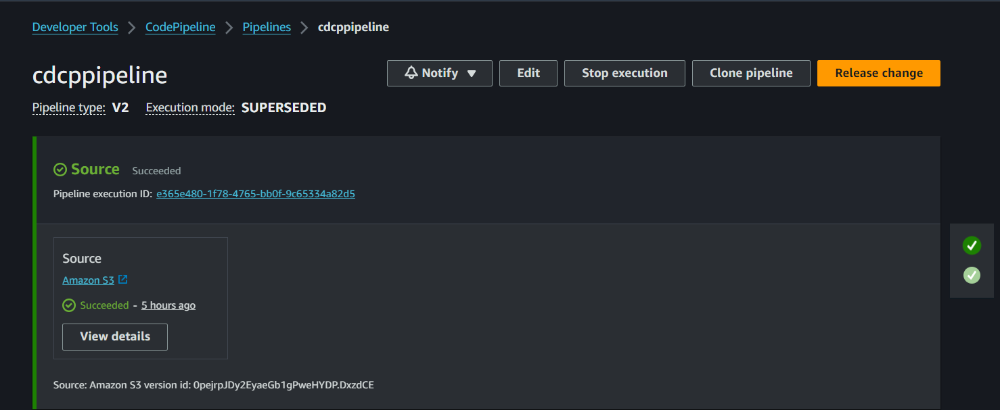 Developer Tools > CodePipeline > Pipelines > cdcppipeline
cdcppipeline
Notify ▼ Edit Stop execution Clone pipeline Release change
Pipeline type: V2 Execution mode: SUPERSEDED
Source Succeeded
Pipeline execution ID: e365e480-1f78-4765-bb0f-9c65334a82d5
Source
Amazon S3
Succeeded - 5 hours ago
View details
Source: Amazon S3 version id: 0pejrpJDy2EyaeGb1gPweHYDP.DxzdCE